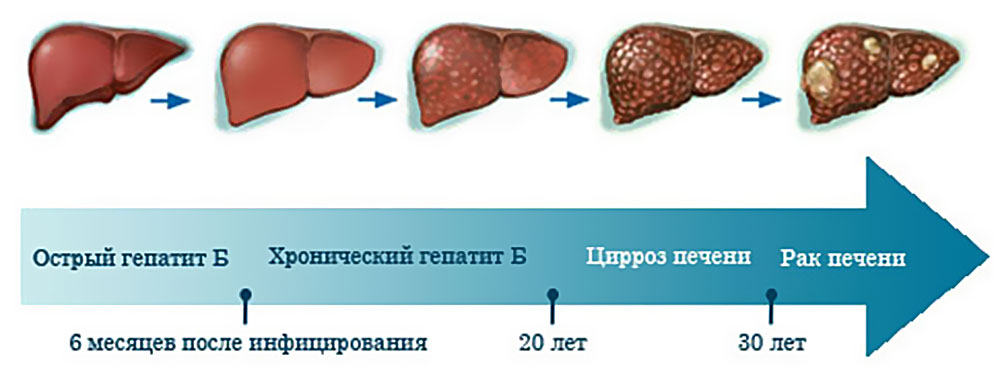 Острый гепатит Б
Хронический гепатит Б
Цирроз печени
Рак печени
6 месяцев после инфицирования
20 лет
30 лет